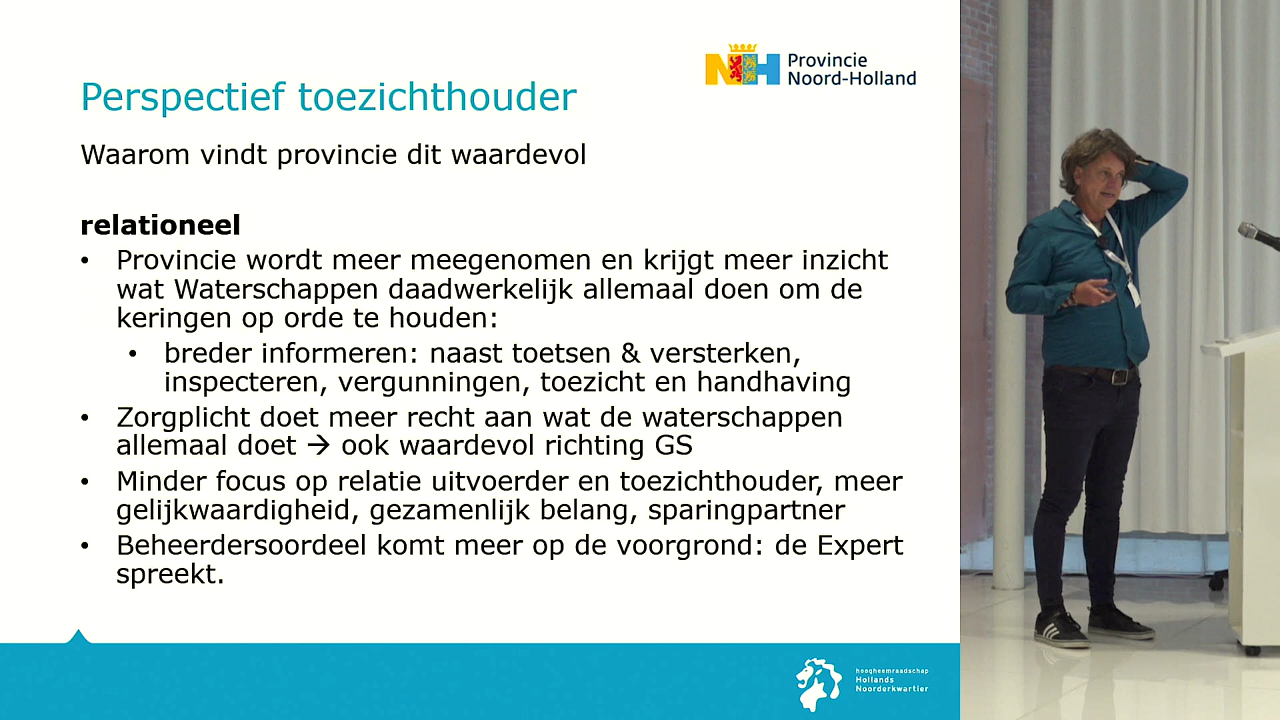 Provincie
Noord-Holland
Perspectief toezichthouder
Waarom vindt provincie dit waardevol
relationeel
• Provincie wordt meer meegenomen en krijgt meer inzicht
wat Waterschappen daadwerkelijk allemaal doen om de
keringen op orde te houden:
• breder informeren: naast toetsen & versterken,
inspecteren, vergunningen, toezicht en handhaving
• Zorgplicht doet meer recht aan wat de waterschappen
allemaal doet → ook waardevol richting GS
• Minder focus op relatie uitvoerder en toezichthouder, meer
gelijkwaardigheid, gezamenlijk belang, sparingpartner
• Beheerdersoordeel komt meer op de voorgrond: de Expert
spreekt.
hoogheemraadschap
Hollands
Noorderkwartier